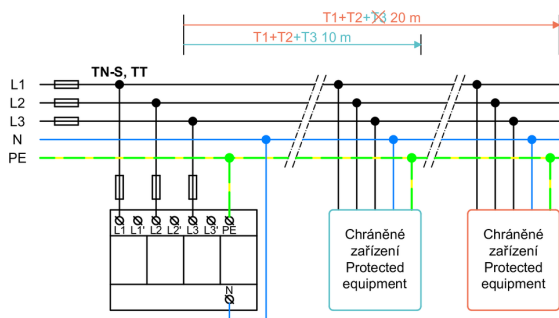 T1+T2+T3 20 m
T1+T2+T3 10 m
TN-S, TT
L1
L2
L3
N
PE
L1 L1' L2 L2' L3 L3' PE
N
Chráněné
zařízení
Protected
equipment
Chráněné
zařízení
Protected
equipment